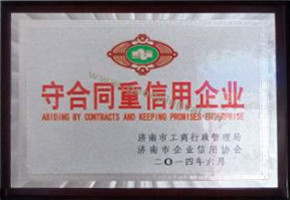 守合同重信用企业
ABIDING BY CONTRACTS AND KEEPING PROMISES ENTERPRISE
济南市工商行政管理局
济南市企业信用协会
二〇一四年六月